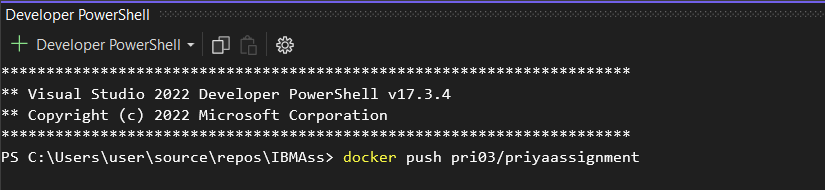 Developer PowerShell
Developer PowerShell
**********************************************************************
** Visual Studio 2022 Developer PowerShell v17.3.4
** Copyright (c) 2022 Microsoft Corporation
**********************************************************************
PS C:\Users\user\source\repos\IBMAss> docker push pri03/priyaassignment